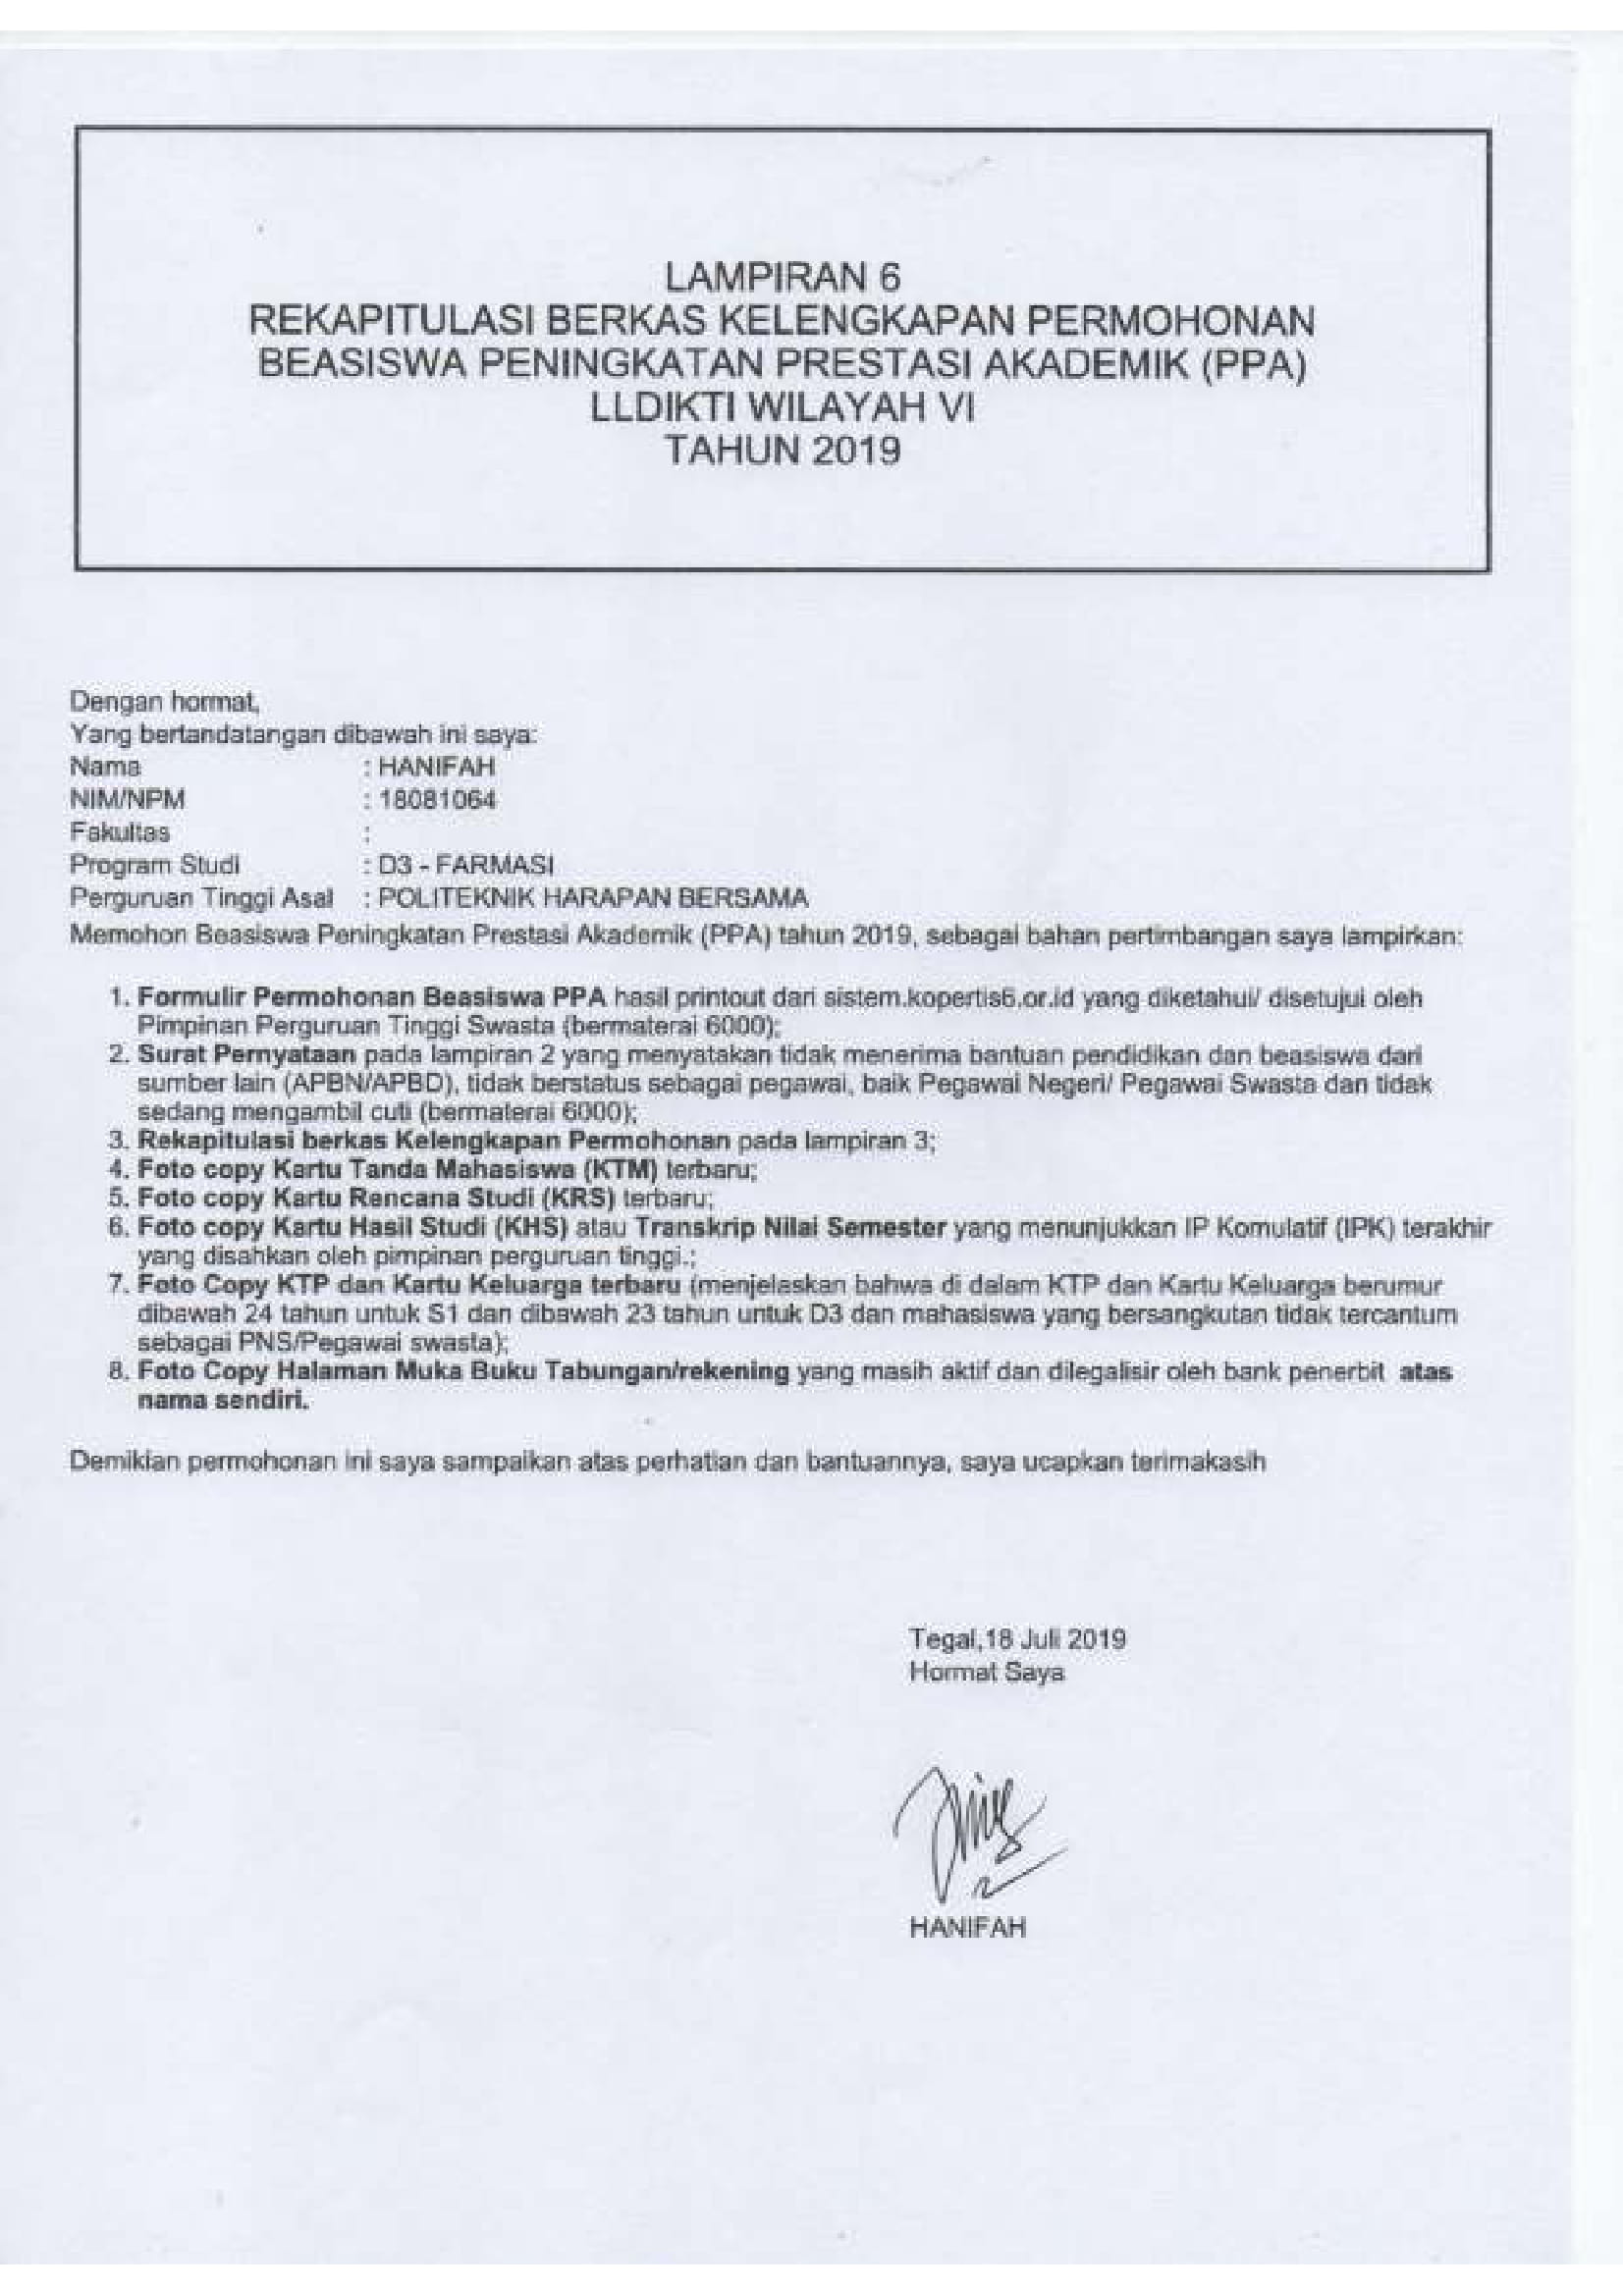 LAMPIRAN 6
REKAPITULASI BERKAS KELENGKAPAN PERMOHONAN
BEASISWA PENINGKATAN PRESTASI AKADEMIK (PPA)
LLDIKTI WILAYAH VI
TAHUN 2019
Dengan hormat,
Yang bertandatangan dibawah ini saya:
Nama : HANIFAH
NIM/NPM : 18081064
Fakultas :
Program Studi : D3 - FARMASI
Perguruan Tinggi Asal : POLITEKNIK HARAPAN BERSAMA
Memohon Beasiswa Peningkatan Prestasi Akademik (PPA) tahun 2019, sebagai bahan pertimbangan saya lampirkan:
1. Formulir Permohonan Beasiswa PPA hasil printout dari sistem.kopertis6.or.id yang diketahui/ disetujui oleh
Pimpinan Perguruan Tinggi Swasta (bermaterai 6000);
2. Surat Pernyataan pada lampiran 2 yang menyatakan tidak menerima bantuan pendidikan dan beasiswa dari
sumber lain (APBN/APBD), tidak berstatus sebagai pegawai, baik Pegawai Negeri/ Pegawai Swasta dan tidak
sedang mengambil cuti (bermaterai 6000);
3. Rekapitulasi berkas Kelengkapan Permohonan pada lampiran 3;
4. Foto copy Kartu Tanda Mahasiswa (KTM) terbaru;
5. Foto copy Kartu Rencana Studi (KRS) terbaru;
6. Foto copy Kartu Hasil Studi (KHS) atau Transkrip Nilai Semester yang menunjukkan IP Komulatif (IPK) terakhir
yang disahkan oleh pimpinan perguruan tinggi.;
7. Foto Copy KTP dan Kartu Keluarga terbaru (menjelaskan bahwa di dalam KTP dan Kartu Keluarga berumur
dibawah 24 tahun untuk S1 dan dibawah 23 tahun untuk D3 dan mahasiswa yang bersangkutan tidak tercantum
sebagai PNS/Pegawai swasta);
8. Foto Copy Halaman Muka Buku Tabungan/rekening yang masih aktif dan dilegalisir oleh bank penerbit atas
nama sendiri.
Demikian permohonan ini saya sampaikan atas perhatian dan bantuannya, saya ucapkan terimakasih
Tegal,18 Juli 2019
Hormat Saya
HANIFAH